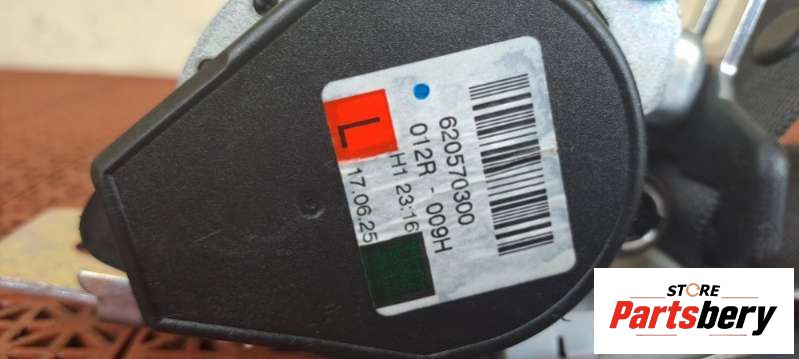 620570300
012R - 009H
H1 23:16
17.06.25
L
STORE
Partsbery